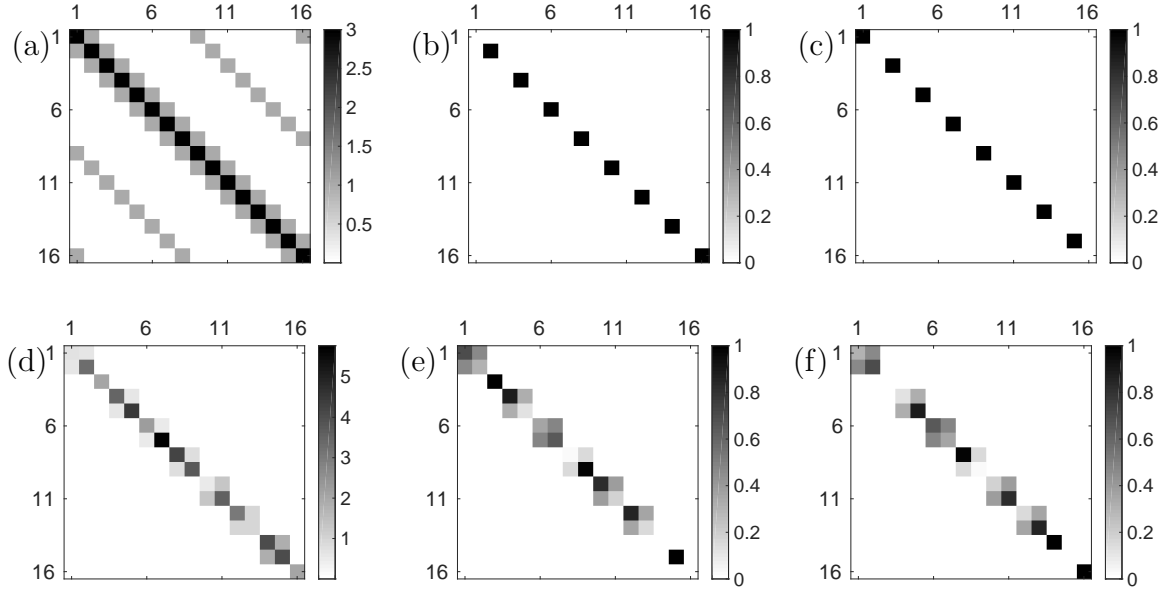 1 6 11 16 1 6 11 16 1 6 11 16
(a) 1 6 11 16 3 2.5 2 1.5 1 0.5
(b) 1 6 11 16 1 0.8 0.6 0.4 0.2 0
(c) 1 6 11 16 1 0.8 0.6 0.4 0.2 0
1 6 11 16 1 6 11 16 1 6 11 16
(d) 1 6 11 16 5 4 3 2 1
(e) 1 6 11 16 1 0.8 0.6 0.4 0.2 0
(f) 1 6 11 16 1 0.8 0.6 0.4 0.2 0